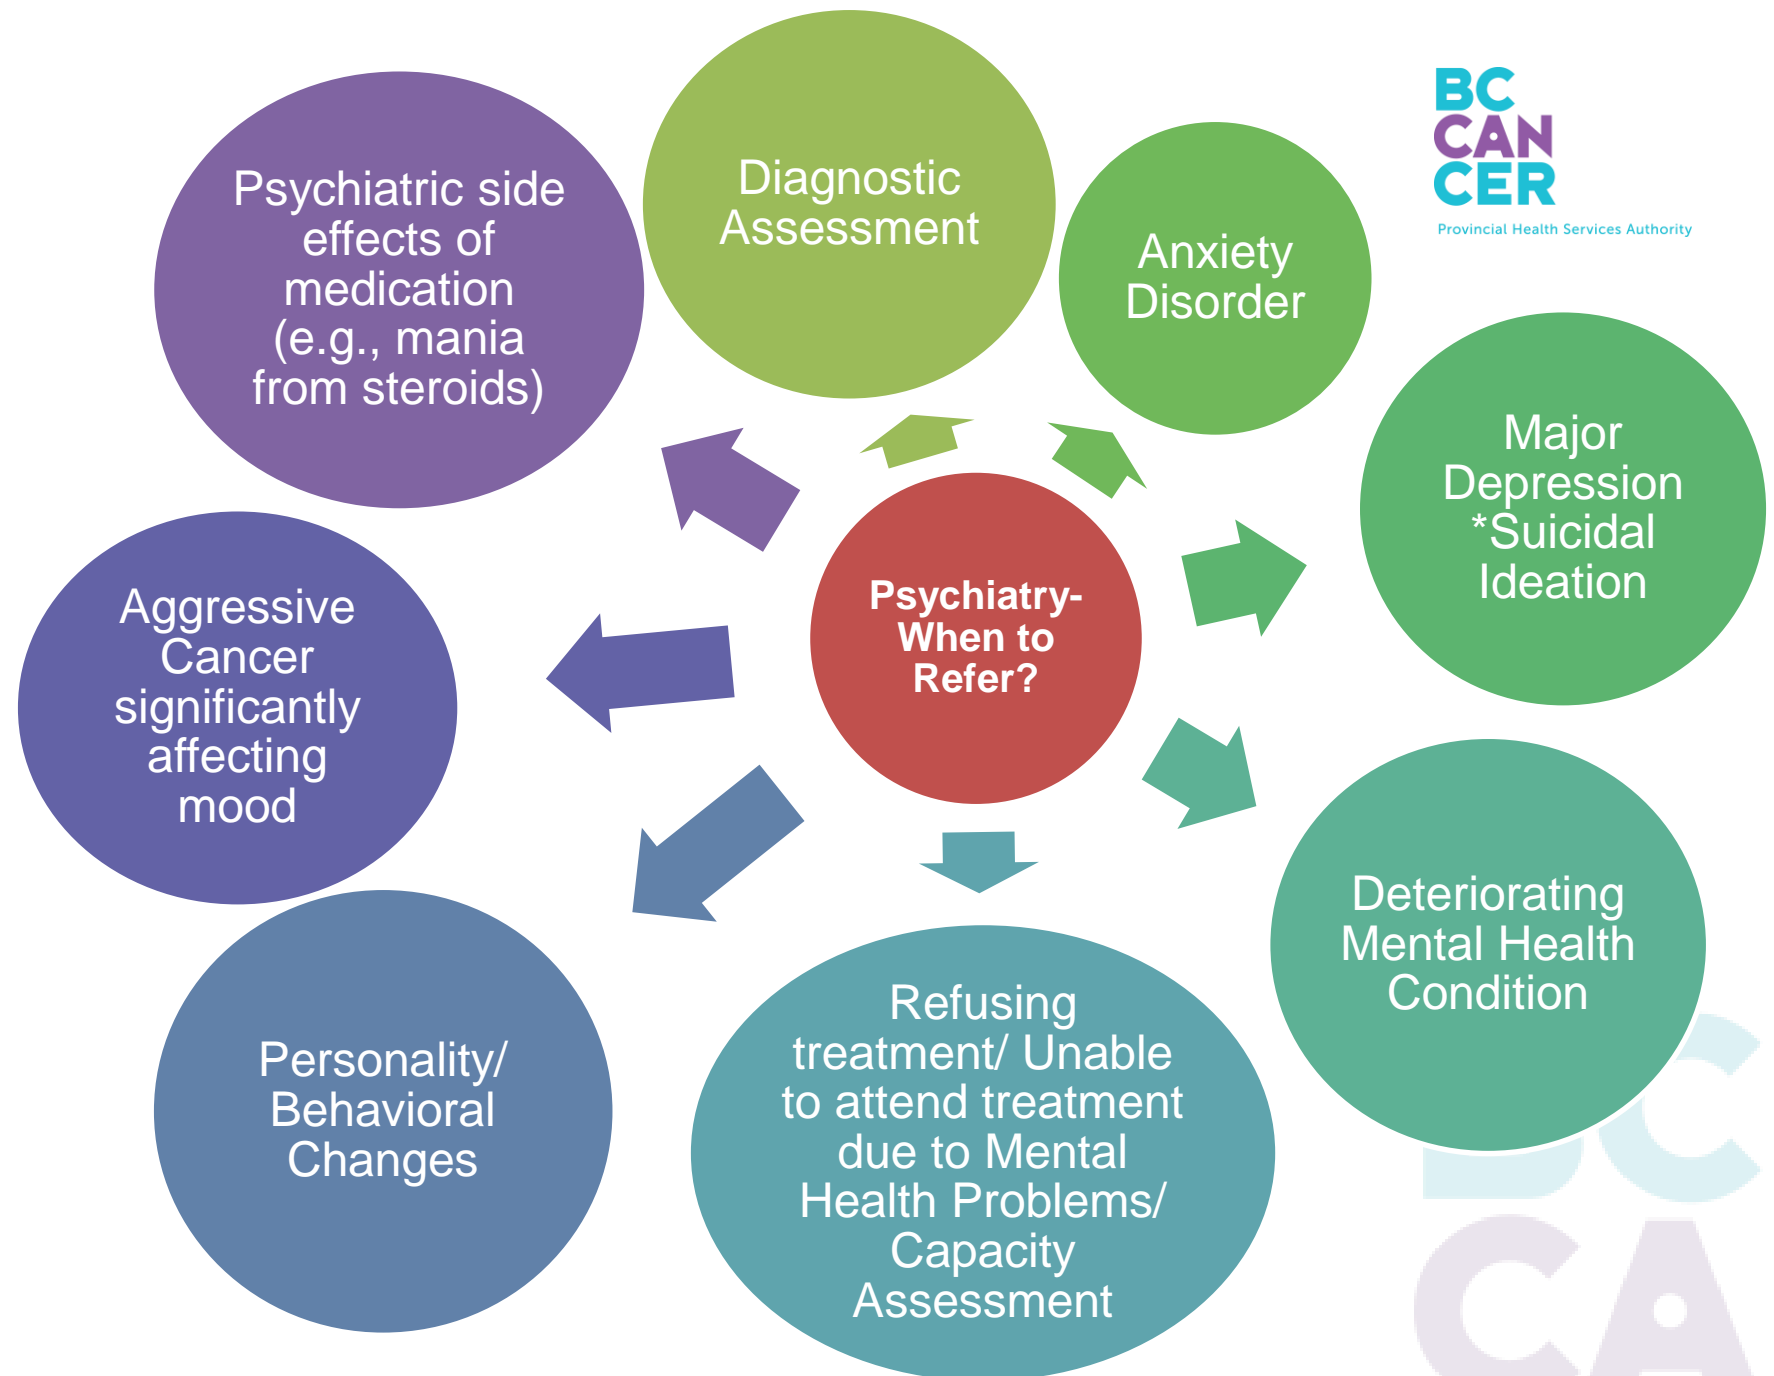 BC
CAN
CER
Provincial Health Services Authority
Psychiatry-
When to
Refer?
Diagnostic
Assessment
Anxiety
Disorder
Major
Depression
*Suicidal
Ideation
Deteriorating
Mental Health
Condition
Refusing
treatment/ Unable
to attend treatment
due to Mental
Health Problems/
Capacity
Assessment
Personality/
Behavioral
Changes
Aggressive
Cancer
significantly
affecting
mood
Psychiatric side
effects of
medication
(e.g., mania
from steroids)
BC
CA